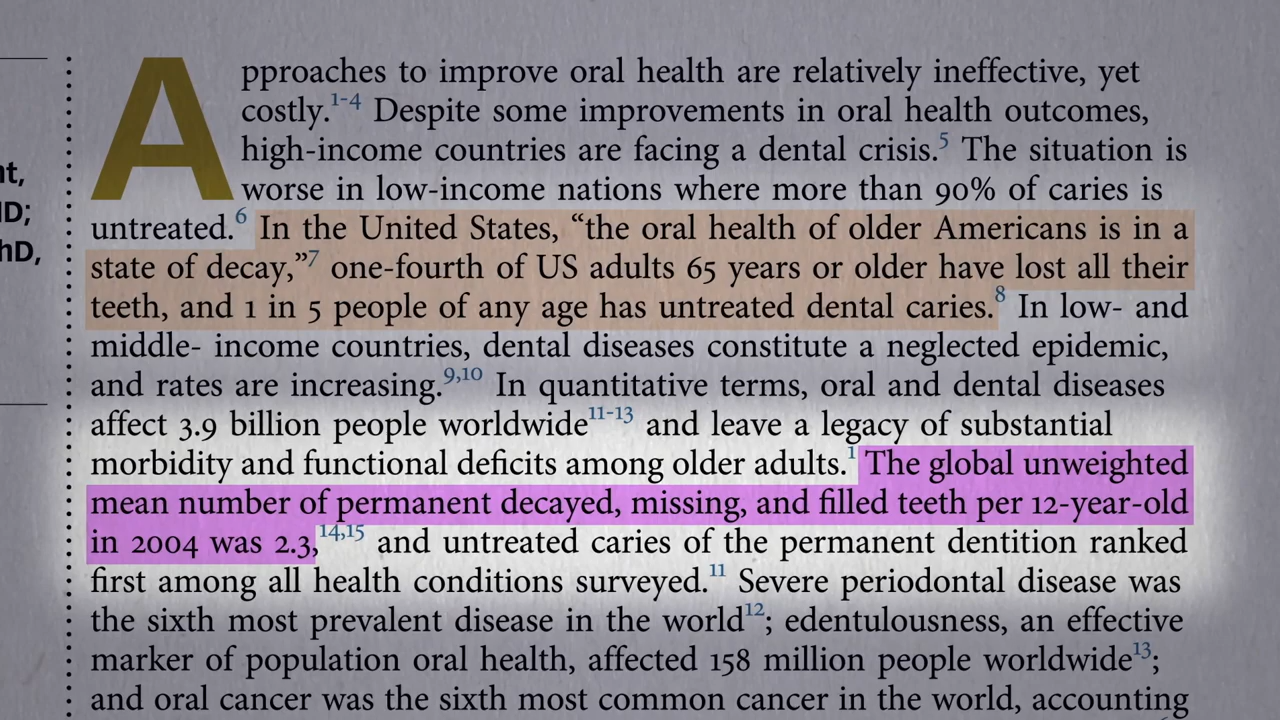 Approaches to improve oral health are relatively ineffective, yet
costly.1-4 Despite some improvements in oral health outcomes,
high-income countries are facing a dental crisis.5 The situation is
worse in low-income nations where more than 90% of caries is
untreated.6 In the United States, “the oral health of older Americans is in a
state of decay,”7 one-fourth of US adults 65 years or older have lost all their
teeth, and 1 in 5 people of any age has untreated dental caries.8 In low- and
middle- income countries, dental diseases constitute a neglected epidemic,
and rates are increasing.9,10 In quantitative terms, oral and dental diseases
affect 3.9 billion people worldwide11-13 and leave a legacy of substantial
morbidity and functional deficits among older adults.1 The global unweighted
mean number of permanent decayed, missing, and filled teeth per 12-year-old
in 2004 was 2.3,14,15 and untreated caries of the permanent dentition ranked
first among all health conditions surveyed.11 Severe periodontal disease was
the sixth most prevalent disease in the world12; edentulousness, an effective
marker of population oral health, affected 158 million people worldwide13;
and oral cancer was the sixth most common cancer in the world, accounting